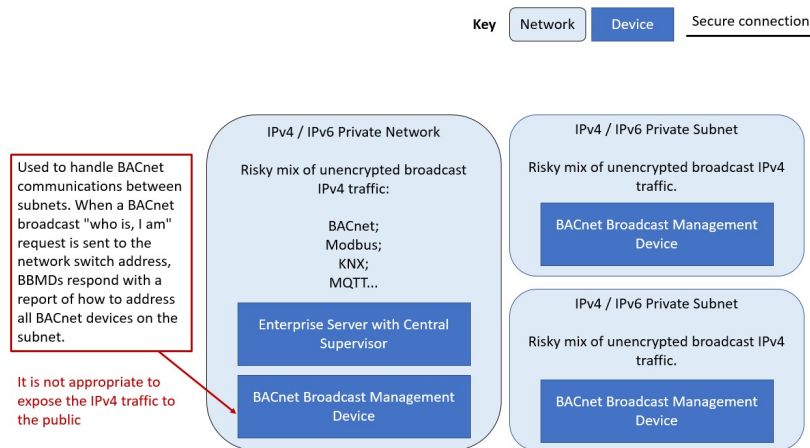 Key
Network
Device
Secure connection
IPv4 / IPv6 Private Network
Risky mix of unencrypted broadcast
IPv4 traffic:
BACnet;
Modbus;
KNX;
MQTT...
Enterprise Server with Central
Supervisor
BACnet Broadcast Management
Device
Used to handle BACnet
communications between
subnets. When a BACnet
broadcast "who is, I am"
request is sent to the
network switch address,
BBMDs respond with a
report of how to address
all BACnet devices on the
subnet.
It is not appropriate to
expose the IPv4 traffic to
the public
IPv4 / IPv6 Private Subnet
Risky mix of unencrypted broadcast IPv4
traffic.
BACnet Broadcast Management
Device
IPv4 / IPv6 Private Subnet
Risky mix of unencrypted broadcast IPv4
traffic.
BACnet Broadcast Management
Device